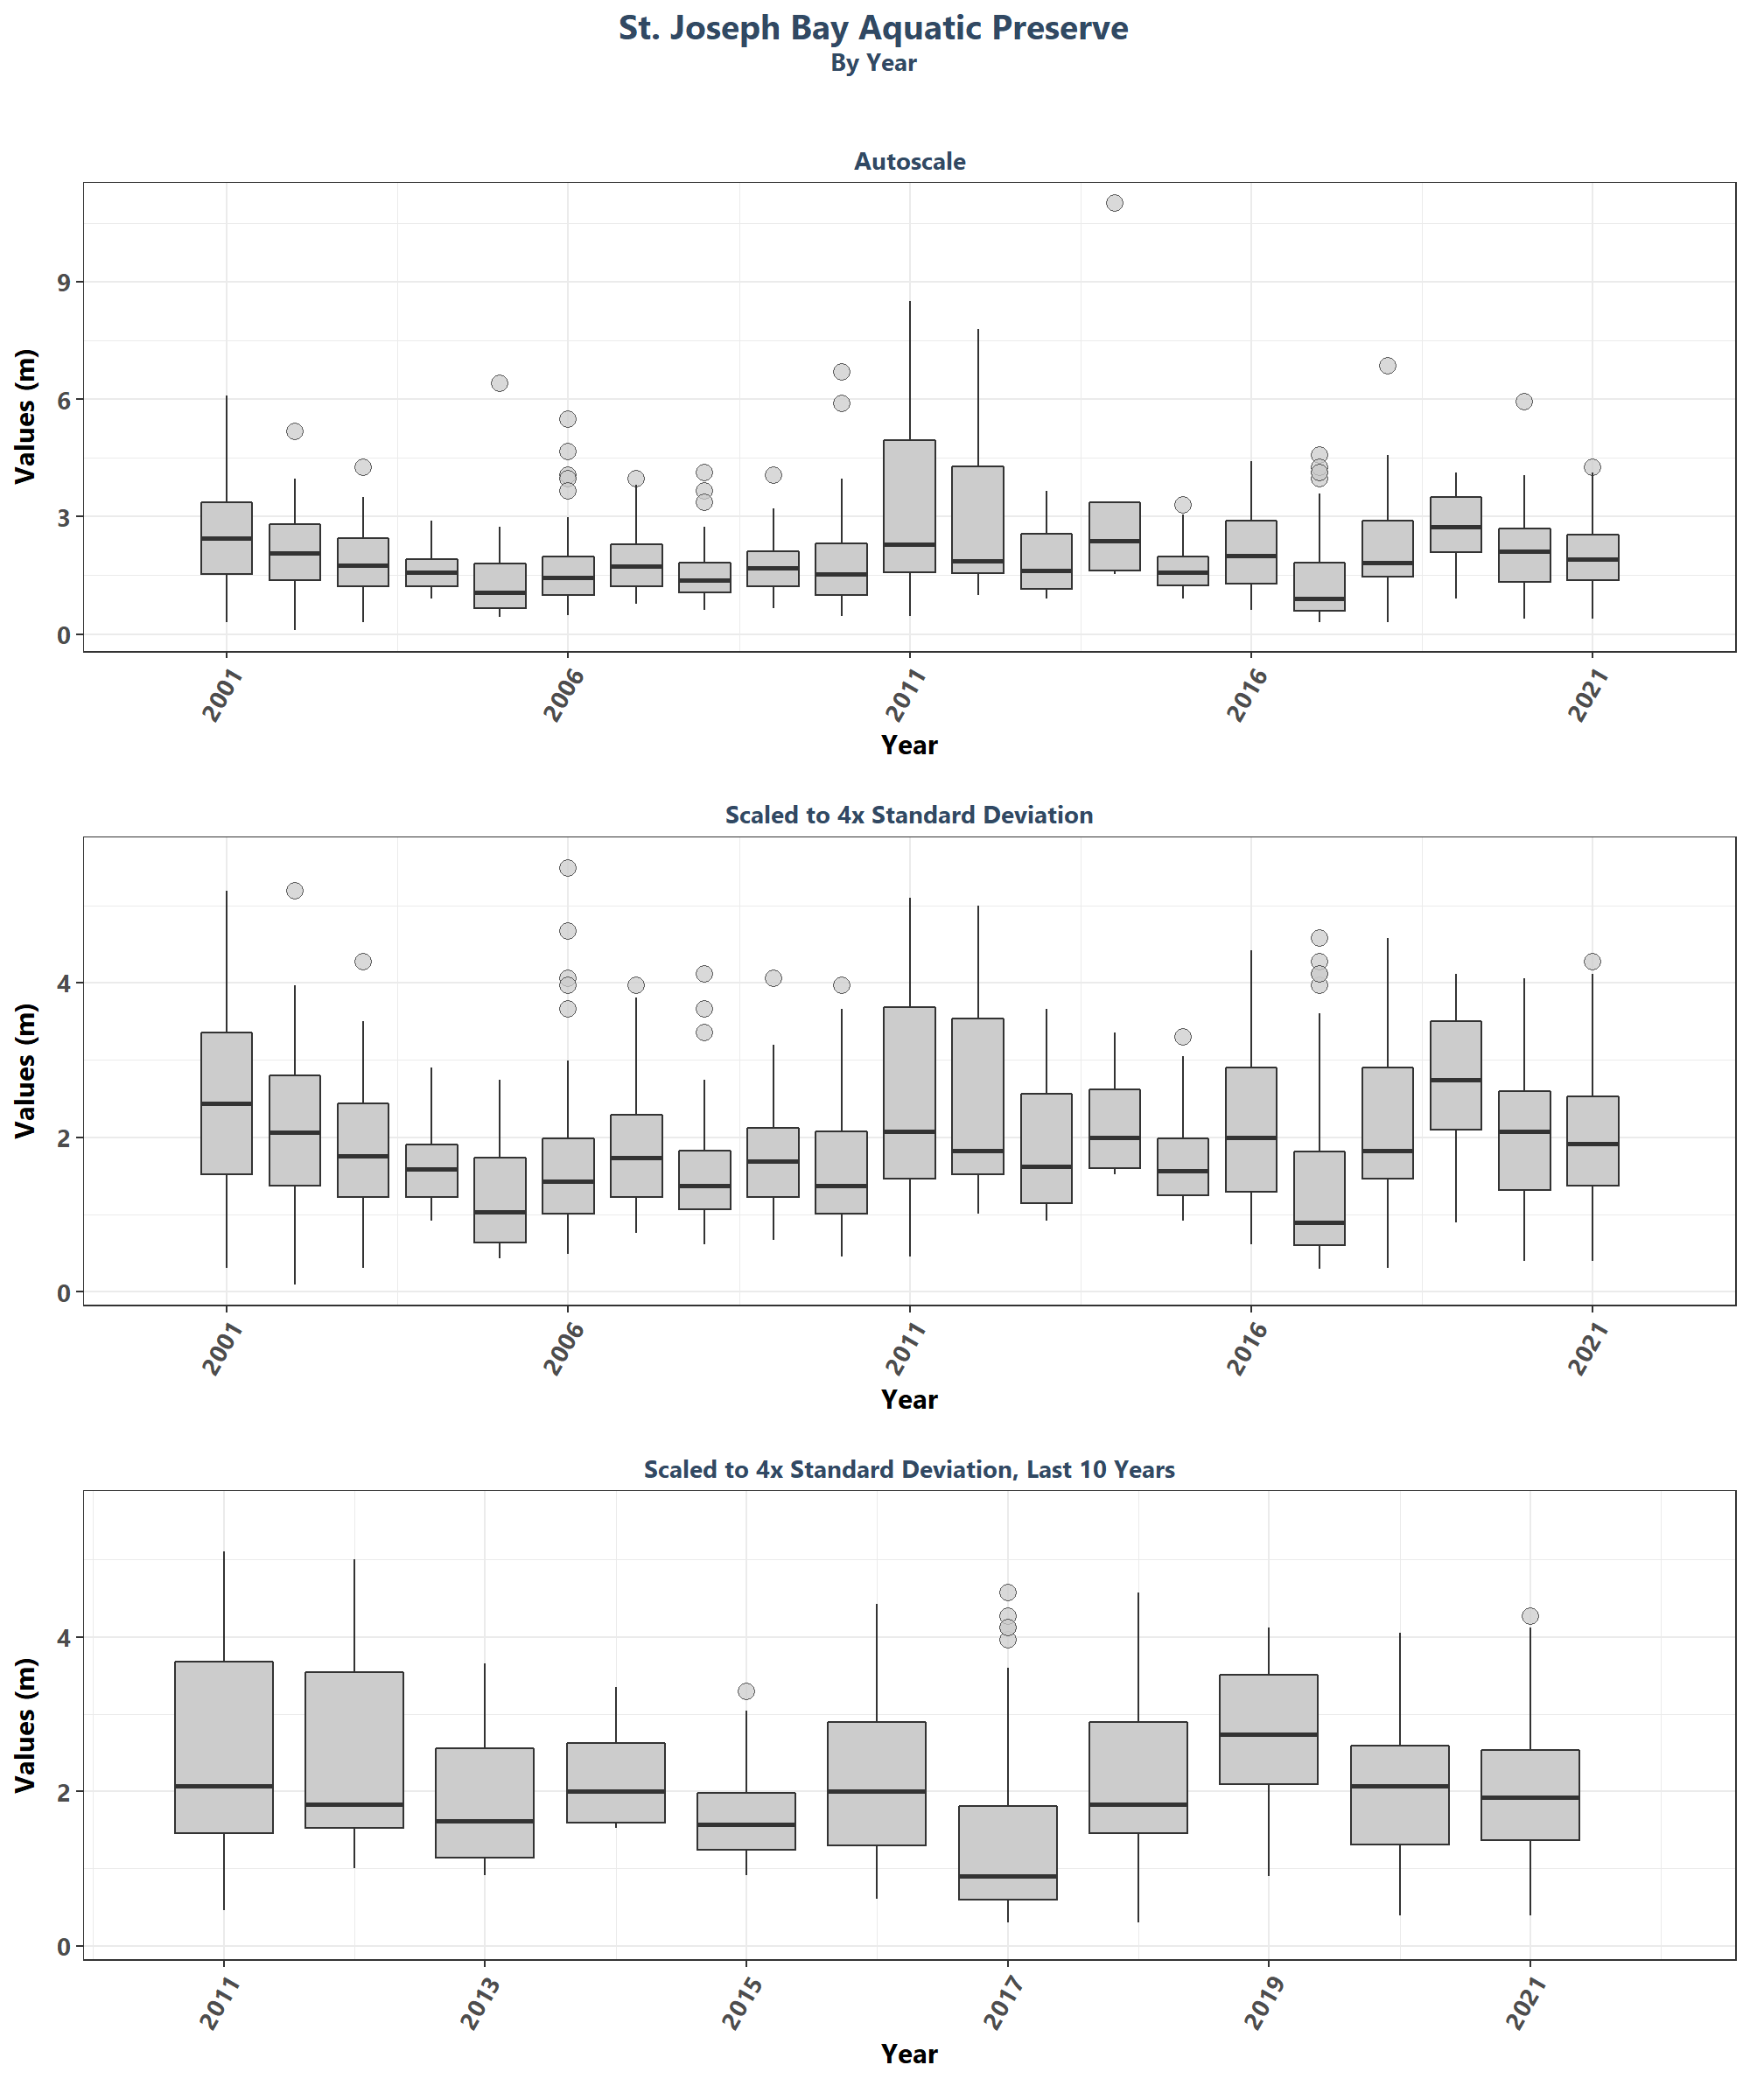 St. Joseph Bay Aquatic Preserve
By Year
Autoscale
Values (m)
9
6
3
0
2001
2006
2011
2016
2021
Year
Scaled to 4x Standard Deviation
Values (m)
4
2
0
2001
2006
2011
2016
2021
Year
Scaled to 4x Standard Deviation, Last 10 Years
Values (m)
4
2
0
2011
2013
2015
2017
2019
2021
Year